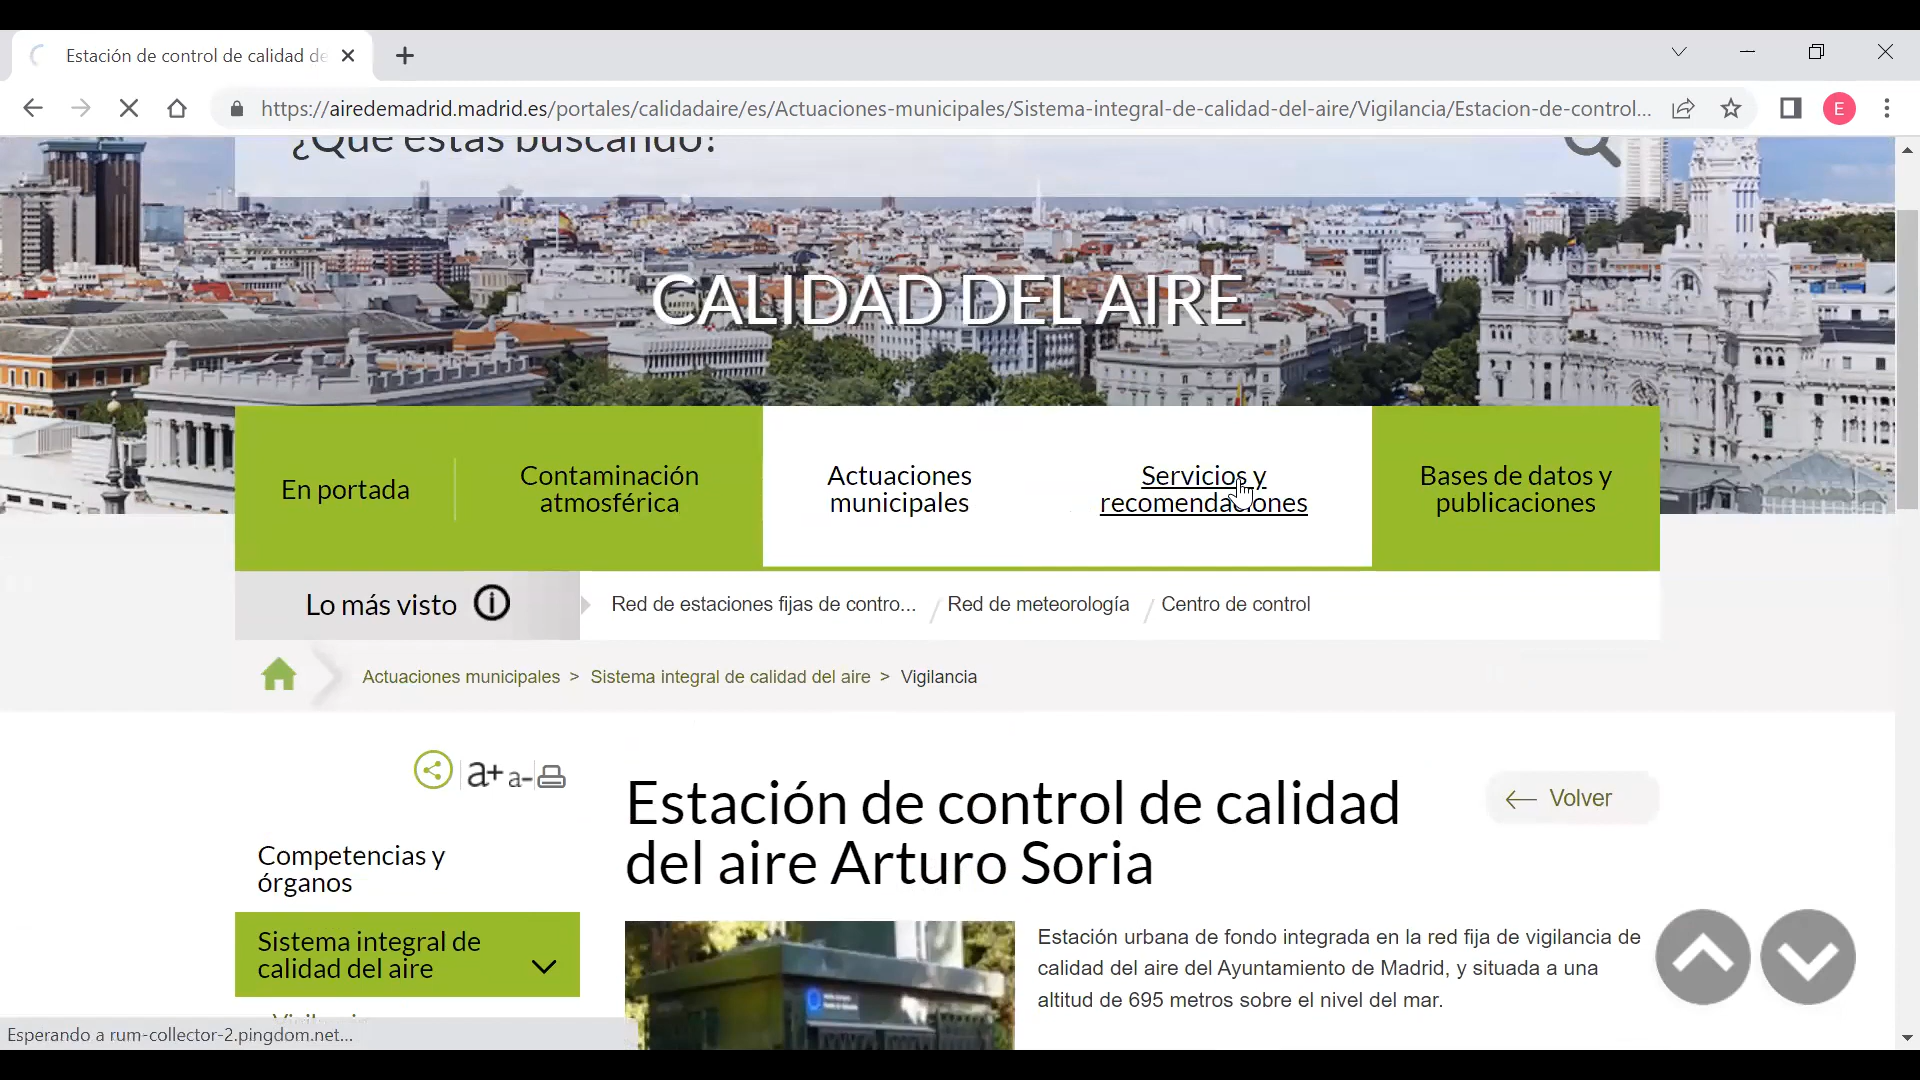 Estación de control de calidad de
https://airedemadrid.madrid.es/portales/calidadaire/es/Actuaciones-municipales/Sistema-integral-de-calidad-del-aire/Vigilancia/Estacion-de-control...
E
¿Qué estás buscando?
CALIDAD DEL AIRE
En portada
Contaminación
atmosférica
Actuaciones
municipales
Servicios y
recomendaciones
Bases de datos y
publicaciones
Lo más visto
Red de estaciones fijas de contro... / Red de meteorología / Centro de control
Actuaciones municipales > Sistema integral de calidad del aire > Vigilancia
a+ a-
Estación de control de calidad
del aire Arturo Soria
Volver
Competencias y
órganos
Sistema integral de
calidad del aire
Vigilancia
Estación urbana de fondo integrada en la red fija de vigilancia de
calidad del aire del Ayuntamiento de Madrid, y situada a una
altitud de 695 metros sobre el nivel del mar.
Esperando a rum-collector-2.pingdom.net...